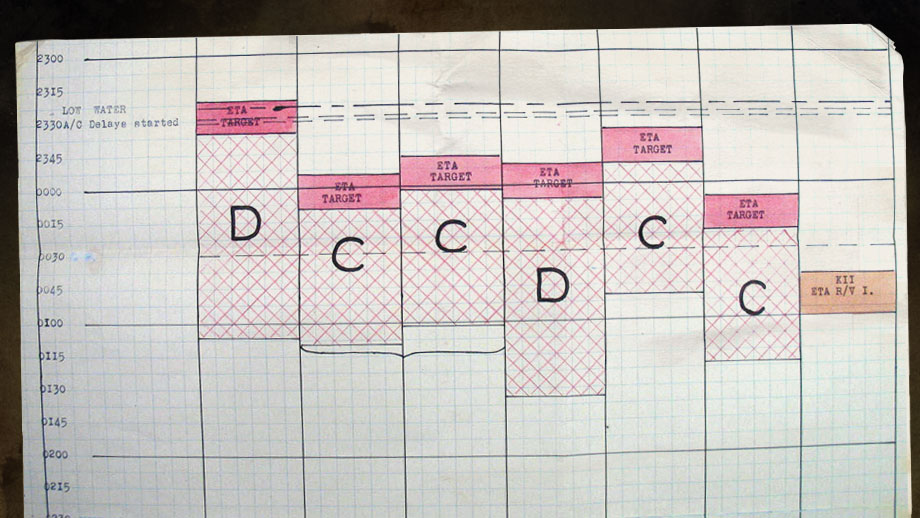 2300
2315
LOW WATER
2330A/C Delays started
2345
0000
0015
0030
0045
0100
0115
0130
0145
0200
0215
ETA
TARGET
D
ETA
TARGET
C
ETA
TARGET
C
ETA
TARGET
D
ETA
TARGET
C
ETA
TARGET
C
KII
ETA R/V I.